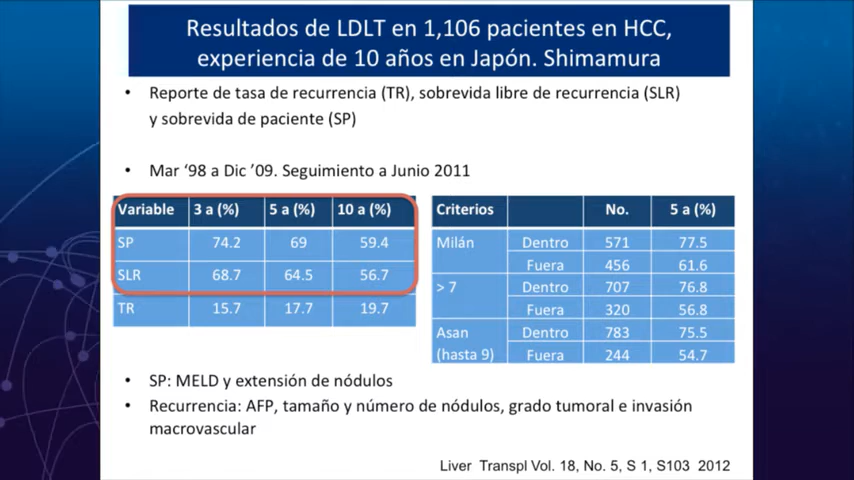 Resultados de LDLT en 1,106 pacientes en HCC,
experiencia de 10 años en Japón. Shimamura
• Reporte de tasa de recurrencia (TR), sobrevida libre de recurrencia (SLR)
y sobrevida de paciente (SP)
• Mar ‘98 a Dic ’09. Seguimiento a Junio 2011
Variable 3 a (%) 5 a (%) 10 a (%)
SP 74.2 69 59.4
SLR 68.7 64.5 56.7
TR 15.7 17.7 19.7
Criterios No. 5 a (%)
Milán Dentro 571 77.5
Fuera 456 61.6
> 7 Dentro 707 76.8
Fuera 320 56.8
Asan Dentro 783 75.5
(hasta 9) Fuera 244 54.7
• SP: MELD y extensión de nódulos
• Recurrencia: AFP, tamaño y número de nódulos, grado tumoral e invasión
macrovascular
Liver Transpl Vol. 18, No. 5, S 1, S103 2012